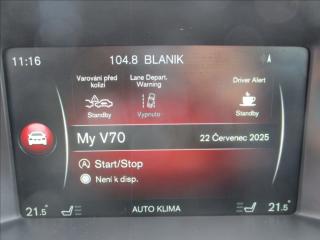 11:16 104.8 BLANIK
Varování před kolizí
Lane Depart. Warning
Driver Alert
Standby
Vypnuto
Standby
My V70 22 Červenec 2025
Start/Stop
Není k disp.
21.5° AUTO KLIMA 21.5°